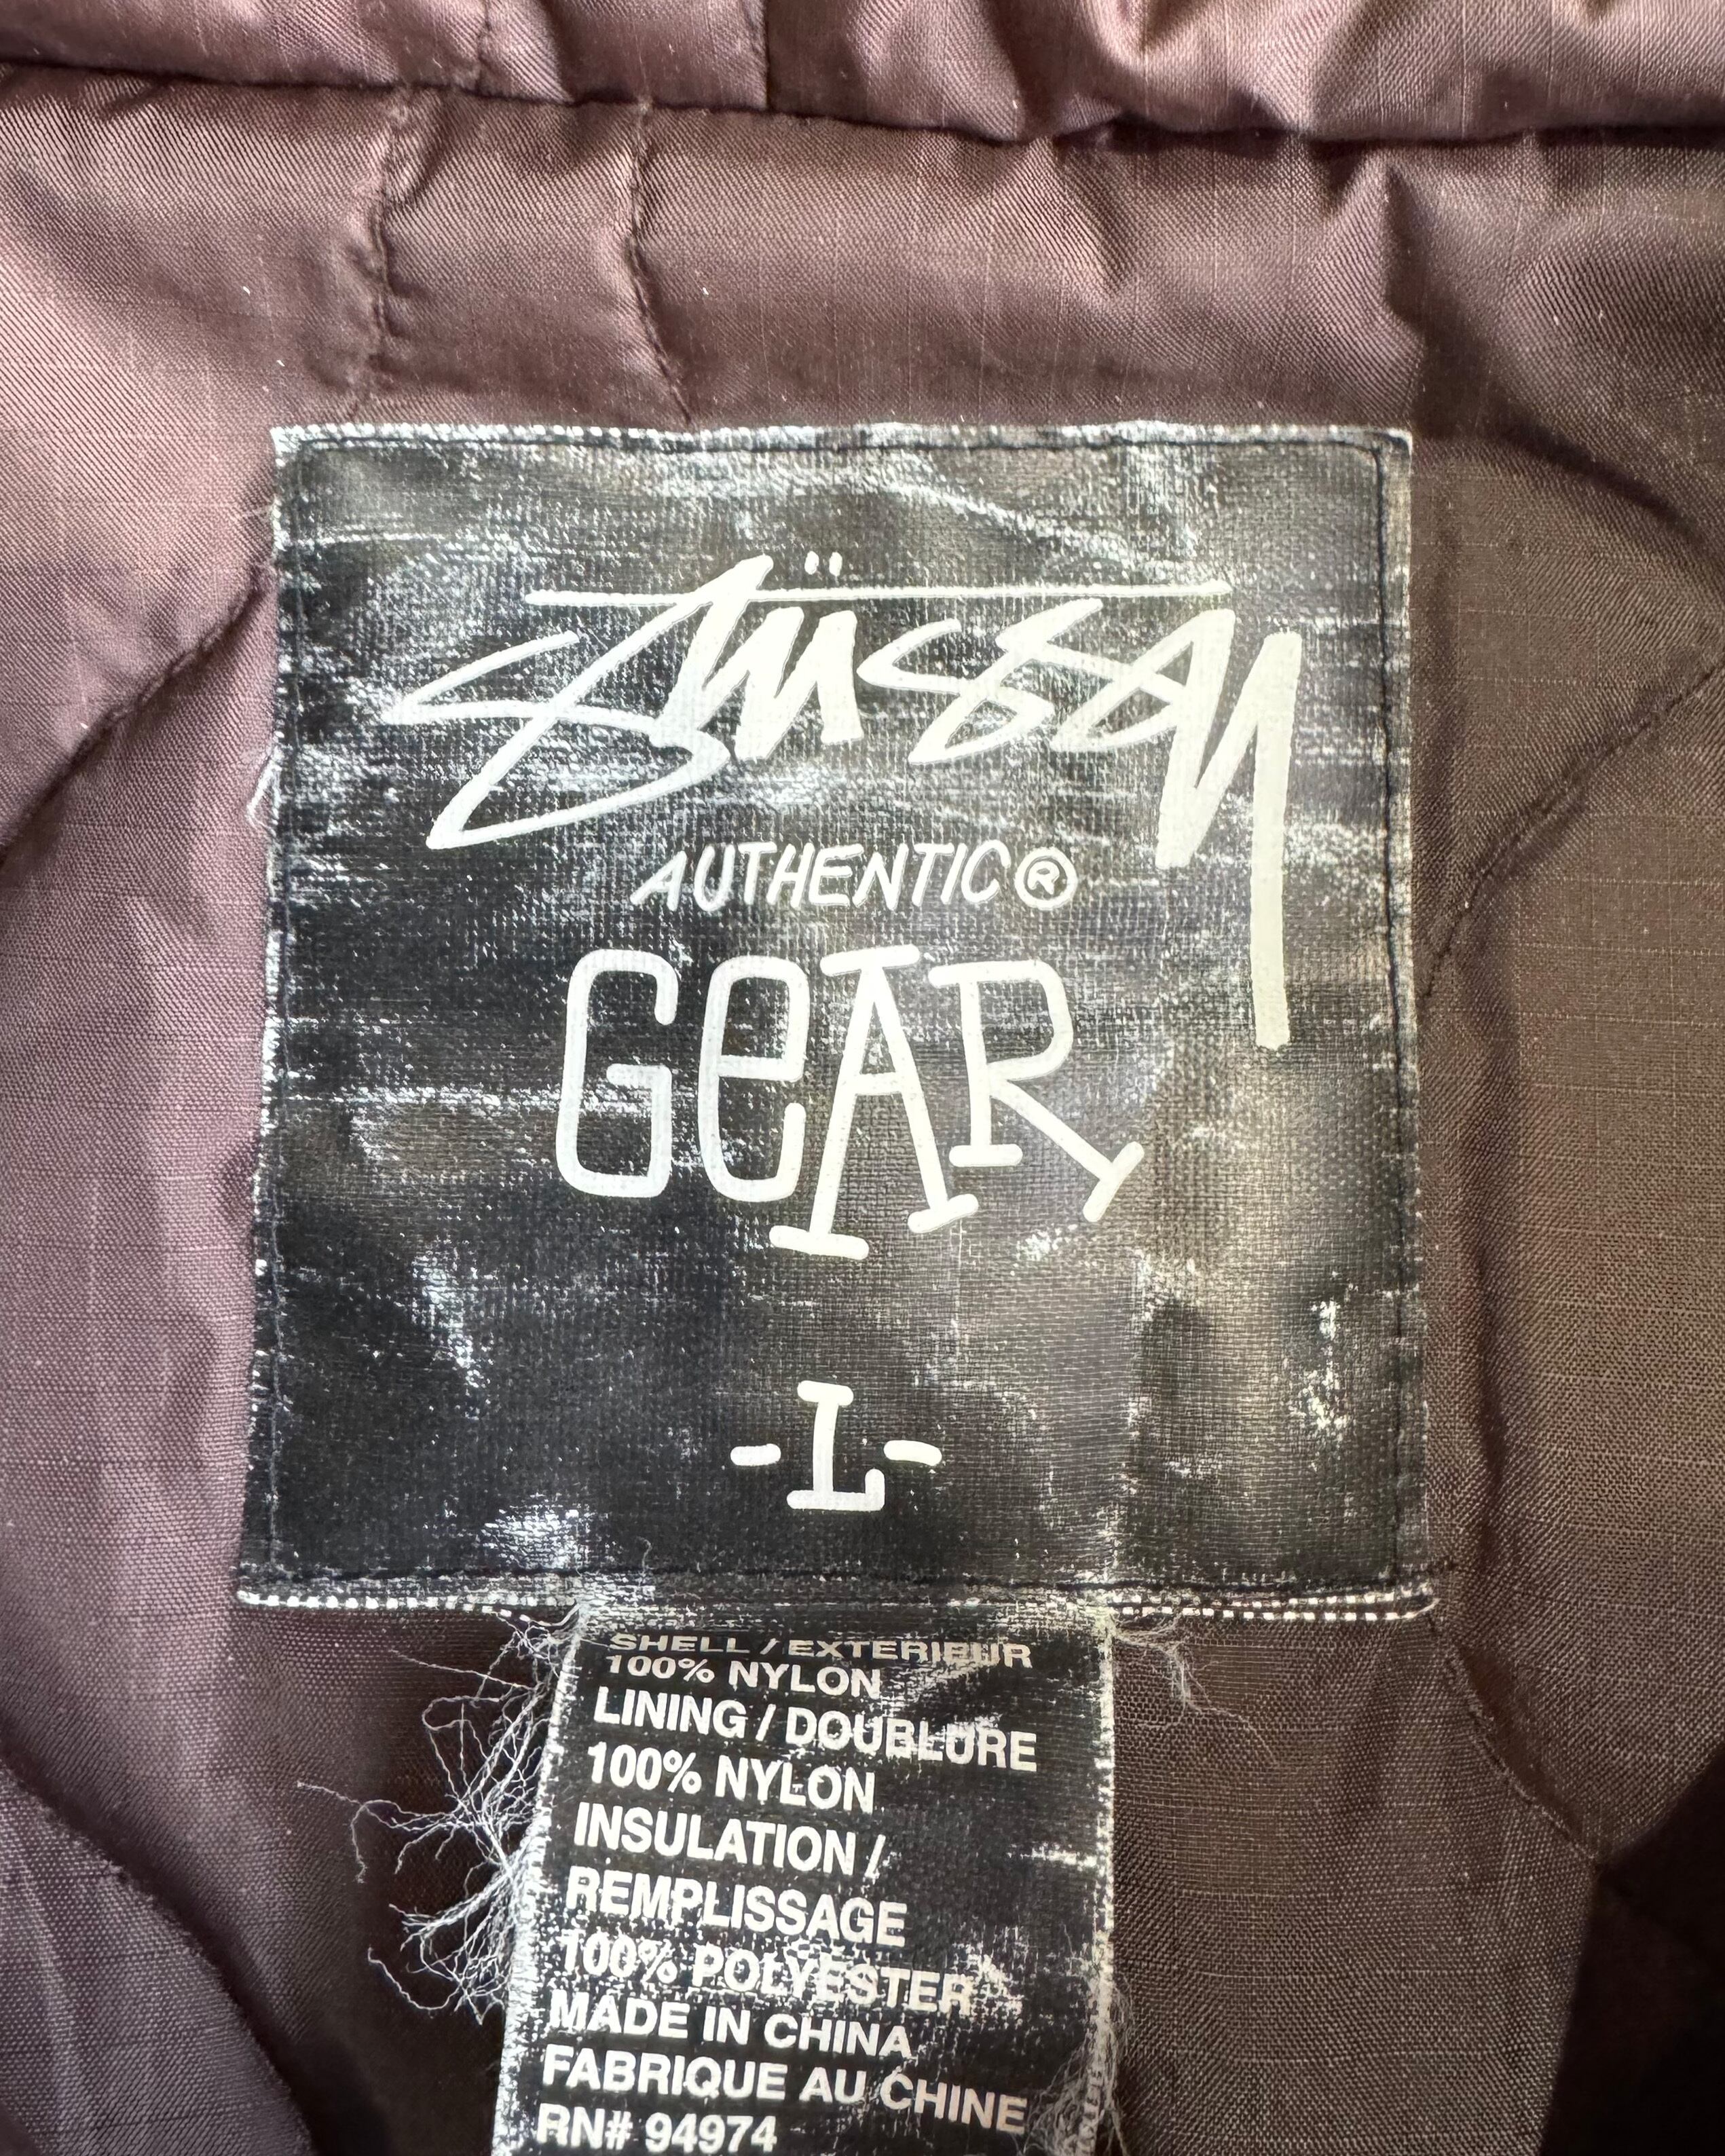 Stüssy
AUTHENTIC®
GeAR
-L-
SHELL / EXTERIEUR
100% NYLON
LINING / DOUBLURE
100% NYLON
INSULATION /
REMPLISSAGE
100% POLYESTER
MADE IN CHINA
FABRIQUE AU CHINE
RN# 94974